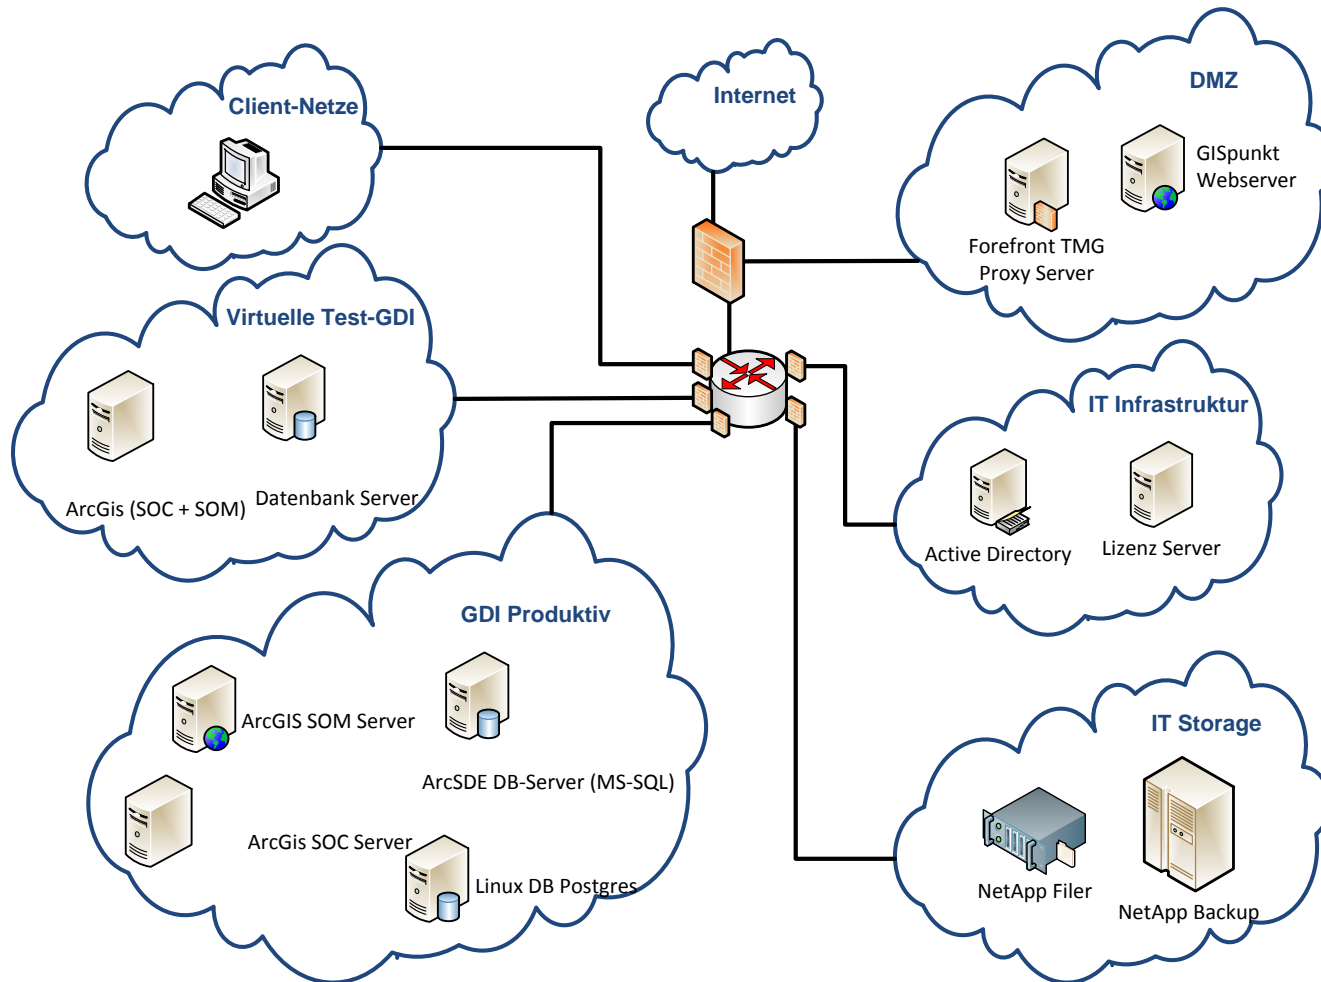 Client-Netze
Internet
DMZ
GISpunkt
Webserver
Forefront TMG
Proxy Server
Virtuelle Test-GDI
ArcGis (SOC + SOM)
Datenbank Server
IT Infrastruktur
Active Directory
Lizenz Server
GDI Produktiv
ArcGIS SOM Server
ArcSDE DB-Server (MS-SQL)
ArcGis SOC Server
Linux DB Postgres
IT Storage
NetApp Filer
NetApp Backup